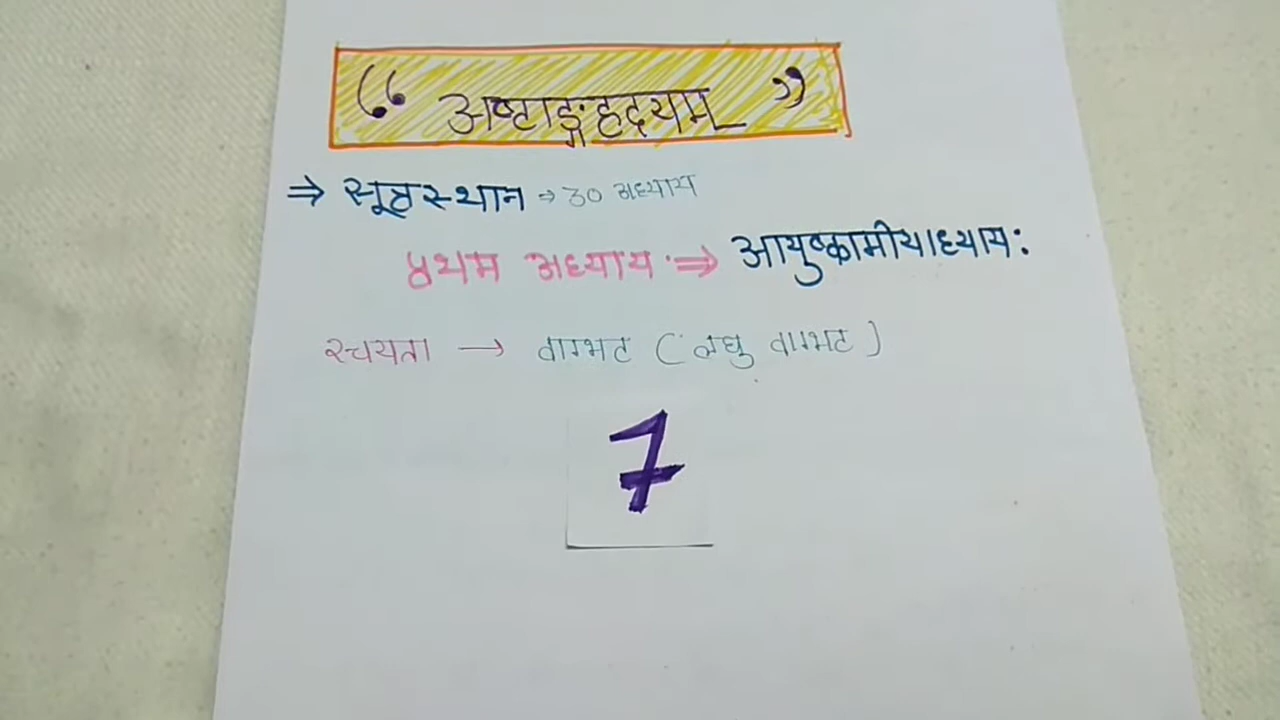 “ अष्टाङ्गहृदयम् ”
⇒ सूत्रस्थान → 30 अध्याय
प्रथम अध्याय ⇒ आयुष्कामीयाध्याय:
रचयता → वाग्भट ( लघु वाग्भट )
7